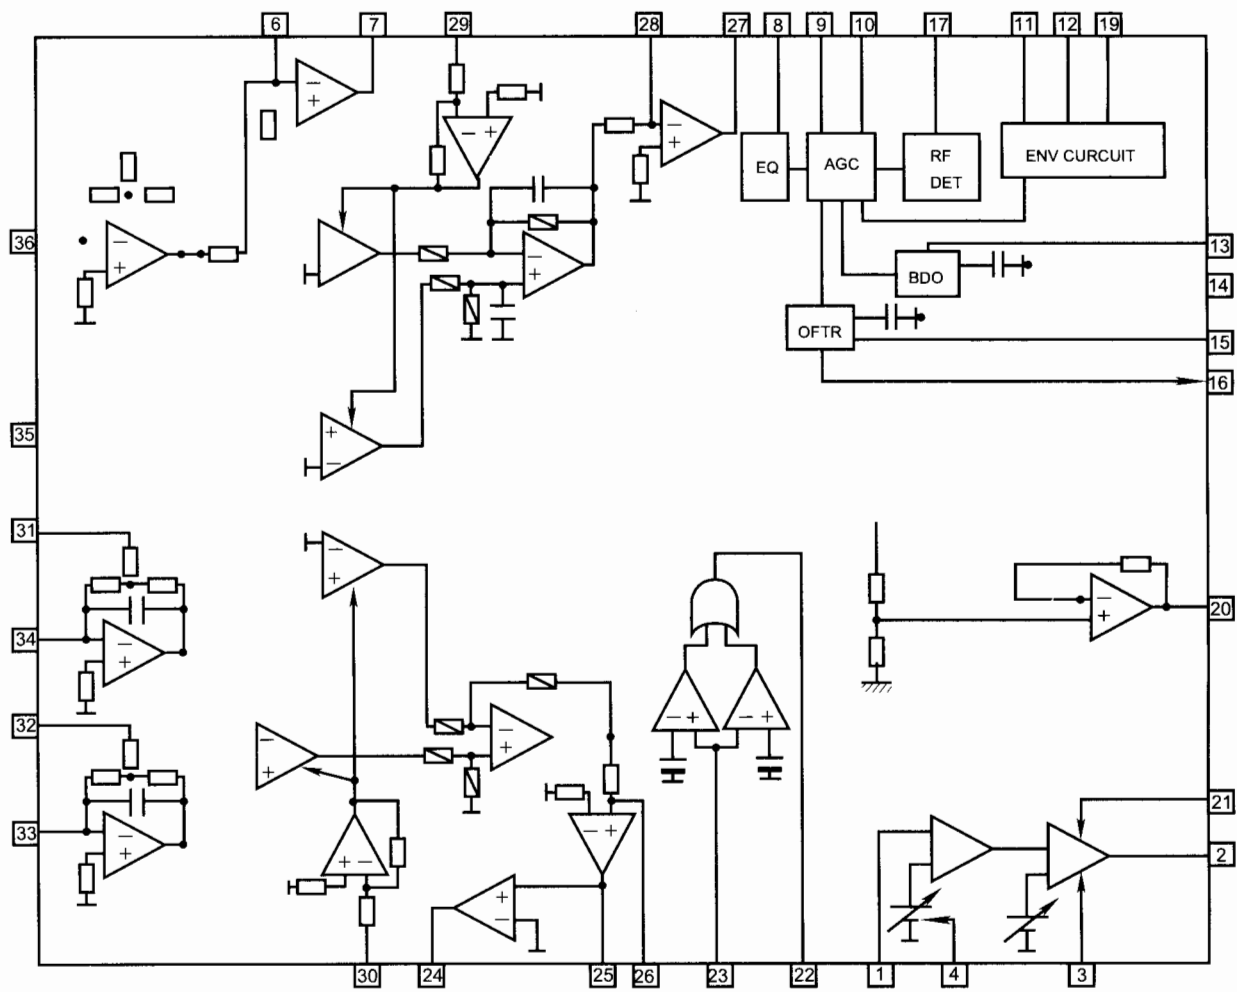 6 7 29 28 27 8 9 10 17 11 12 19
− +
− +
− +
EQ
AGC
RF
DET
ENV CURCUIT
36
− +
− +
13
BDO
14
OFTR
15
16
35
+ −
31
− +
34
− +
20
− +
32
− +
− +
− + − +
33
− +
− +
21
2
+ −
+ −
30 24 25 26 23 22 1 4 3